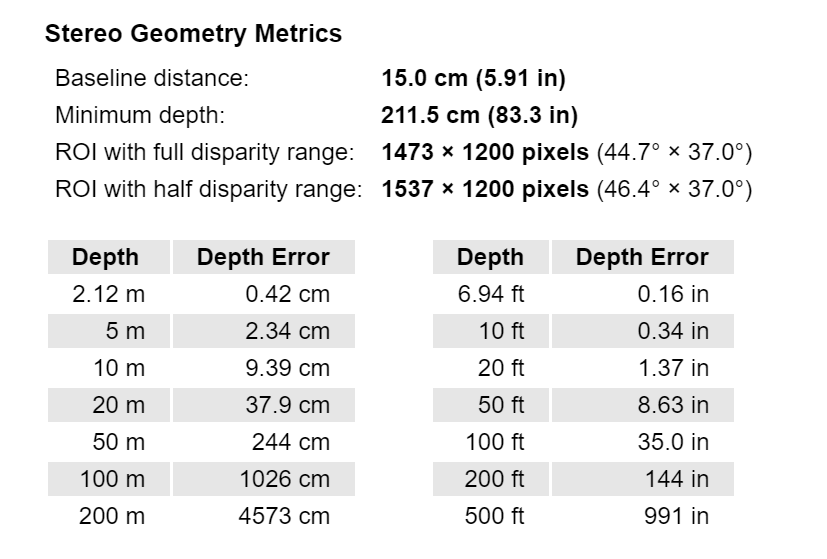 Stereo Geometry Metrics
Baseline distance: 15.0 cm (5.91 in)
Minimum depth: 211.5 cm (83.3 in)
ROI with full disparity range: 1473 × 1200 pixels (44.7° × 37.0°)
ROI with half disparity range: 1537 × 1200 pixels (46.4° × 37.0°)
Depth Depth Error Depth Depth Error
2.12 m 0.42 cm 6.94 ft 0.16 in
5 m 2.34 cm 10 ft 0.34 in
10 m 9.39 cm 20 ft 1.37 in
20 m 37.9 cm 50 ft 8.63 in
50 m 244 cm 100 ft 35.0 in
100 m 1026 cm 200 ft 144 in
200 m 4573 cm 500 ft 991 in